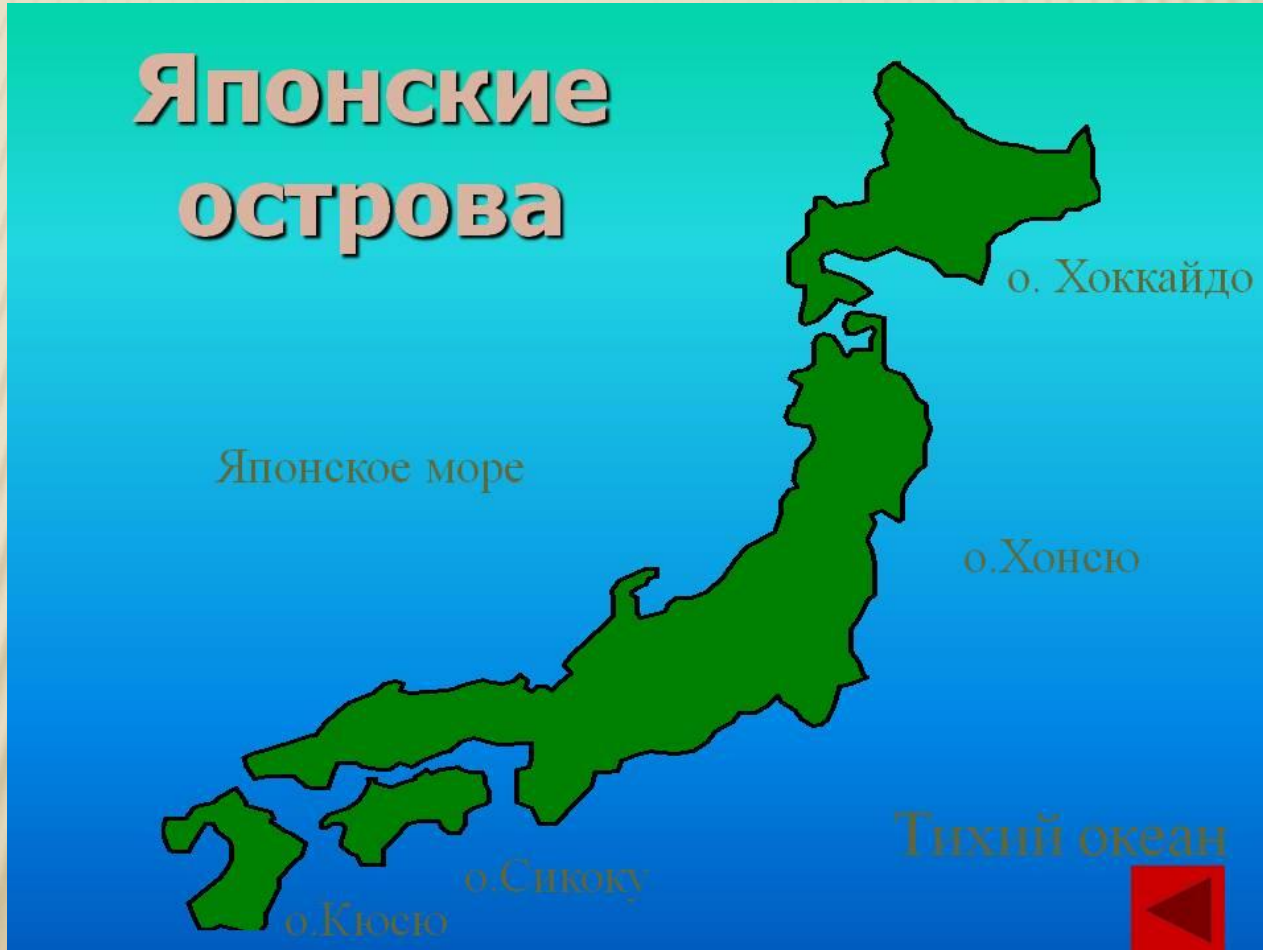 Японские
острова
о. Хоккайдо
Японское море
о.Хонсю
Тихий океан
о.Сикоку
о.Кюсю